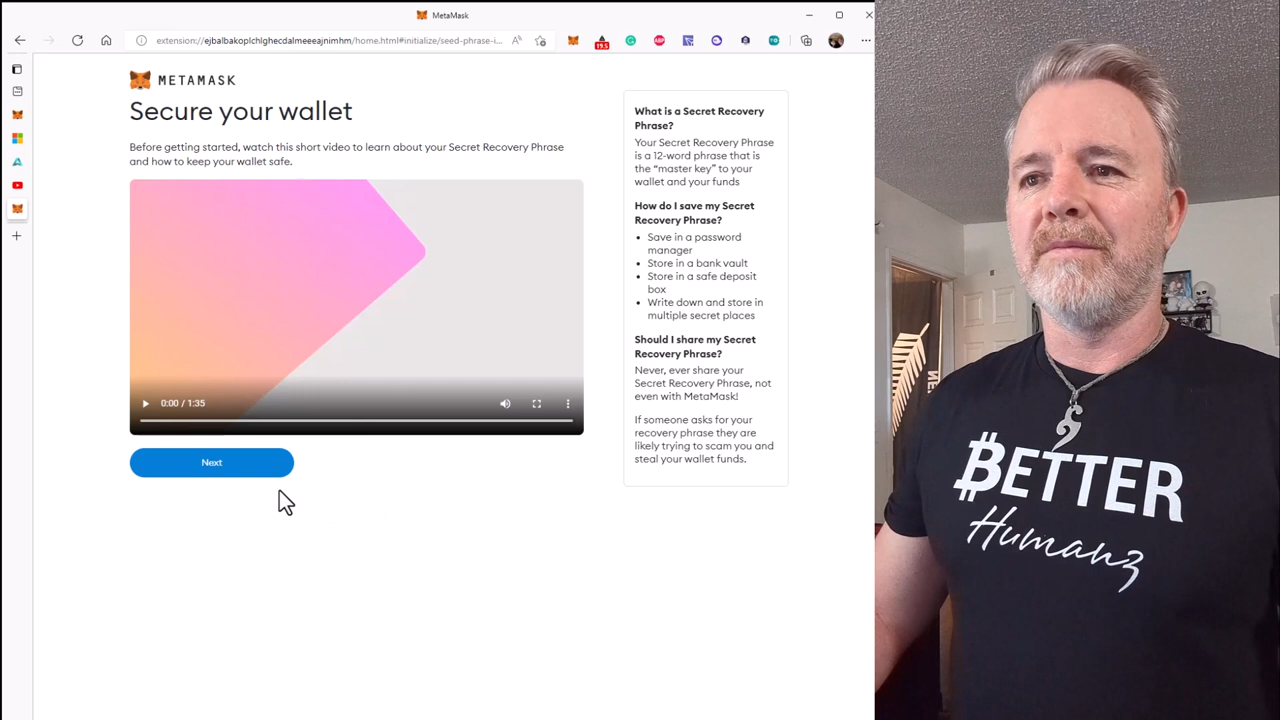 MetaMask
extension://ejbalbakoplchlghecdalmeeeajnimhm/home.html#initialize/seed-phrase-i...
19.5
ABP
METAMASK
Secure your wallet
Before getting started, watch this short video to learn about your Secret Recovery Phrase
and how to keep your wallet safe.
0:00 / 1:35
Next
What is a Secret Recovery
Phrase?
Your Secret Recovery Phrase
is a 12-word phrase that is
the “master key” to your
wallet and your funds
How do I save my Secret
Recovery Phrase?
• Save in a password
manager
• Store in a bank vault
• Store in a safe deposit
box
• Write down and store in
multiple secret places
Should I share my Secret
Recovery Phrase?
Never, ever share your
Secret Recovery Phrase, not
even with MetaMask!
If someone asks for your
recovery phrase they are
likely trying to scam you and
steal your wallet funds.
₿ETTER
Humanz